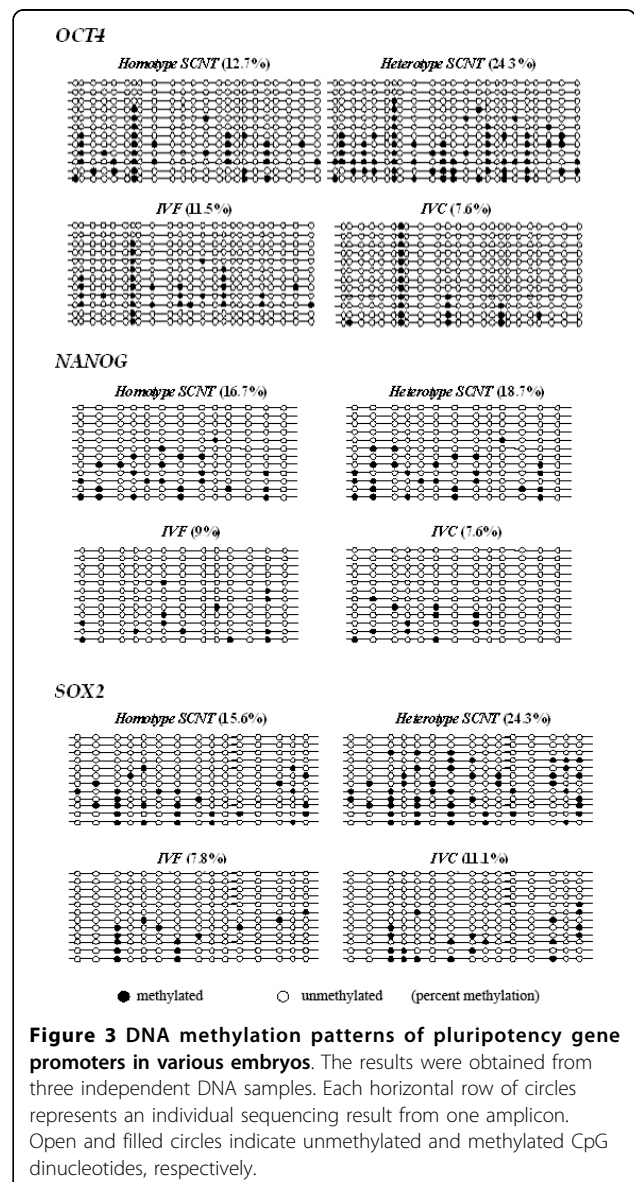 OCT4
Homotype SCNT (12.7%) Heterotype SCNT (24.3%)
IVF (11.5%) IVC (7.6%)
NANOG
Homotype SCNT (16.7%) Heterotype SCNT (18.7%)
IVF (9%) IVC (7.6%)
SOX2
Homotype SCNT (15.6%) Heterotype SCNT (24.3%)
IVF (7.8%) IVC (11.1%)
methylated unmethylated (percent methylation)
Figure 3 DNA methylation patterns of pluripotency gene
promoters in various embryos. The results were obtained from
three independent DNA samples. Each horizontal row of circles
represents an individual sequencing result from one amplicon.
Open and filled circles indicate unmethylated and methylated CpG
dinucleotides, respectively.